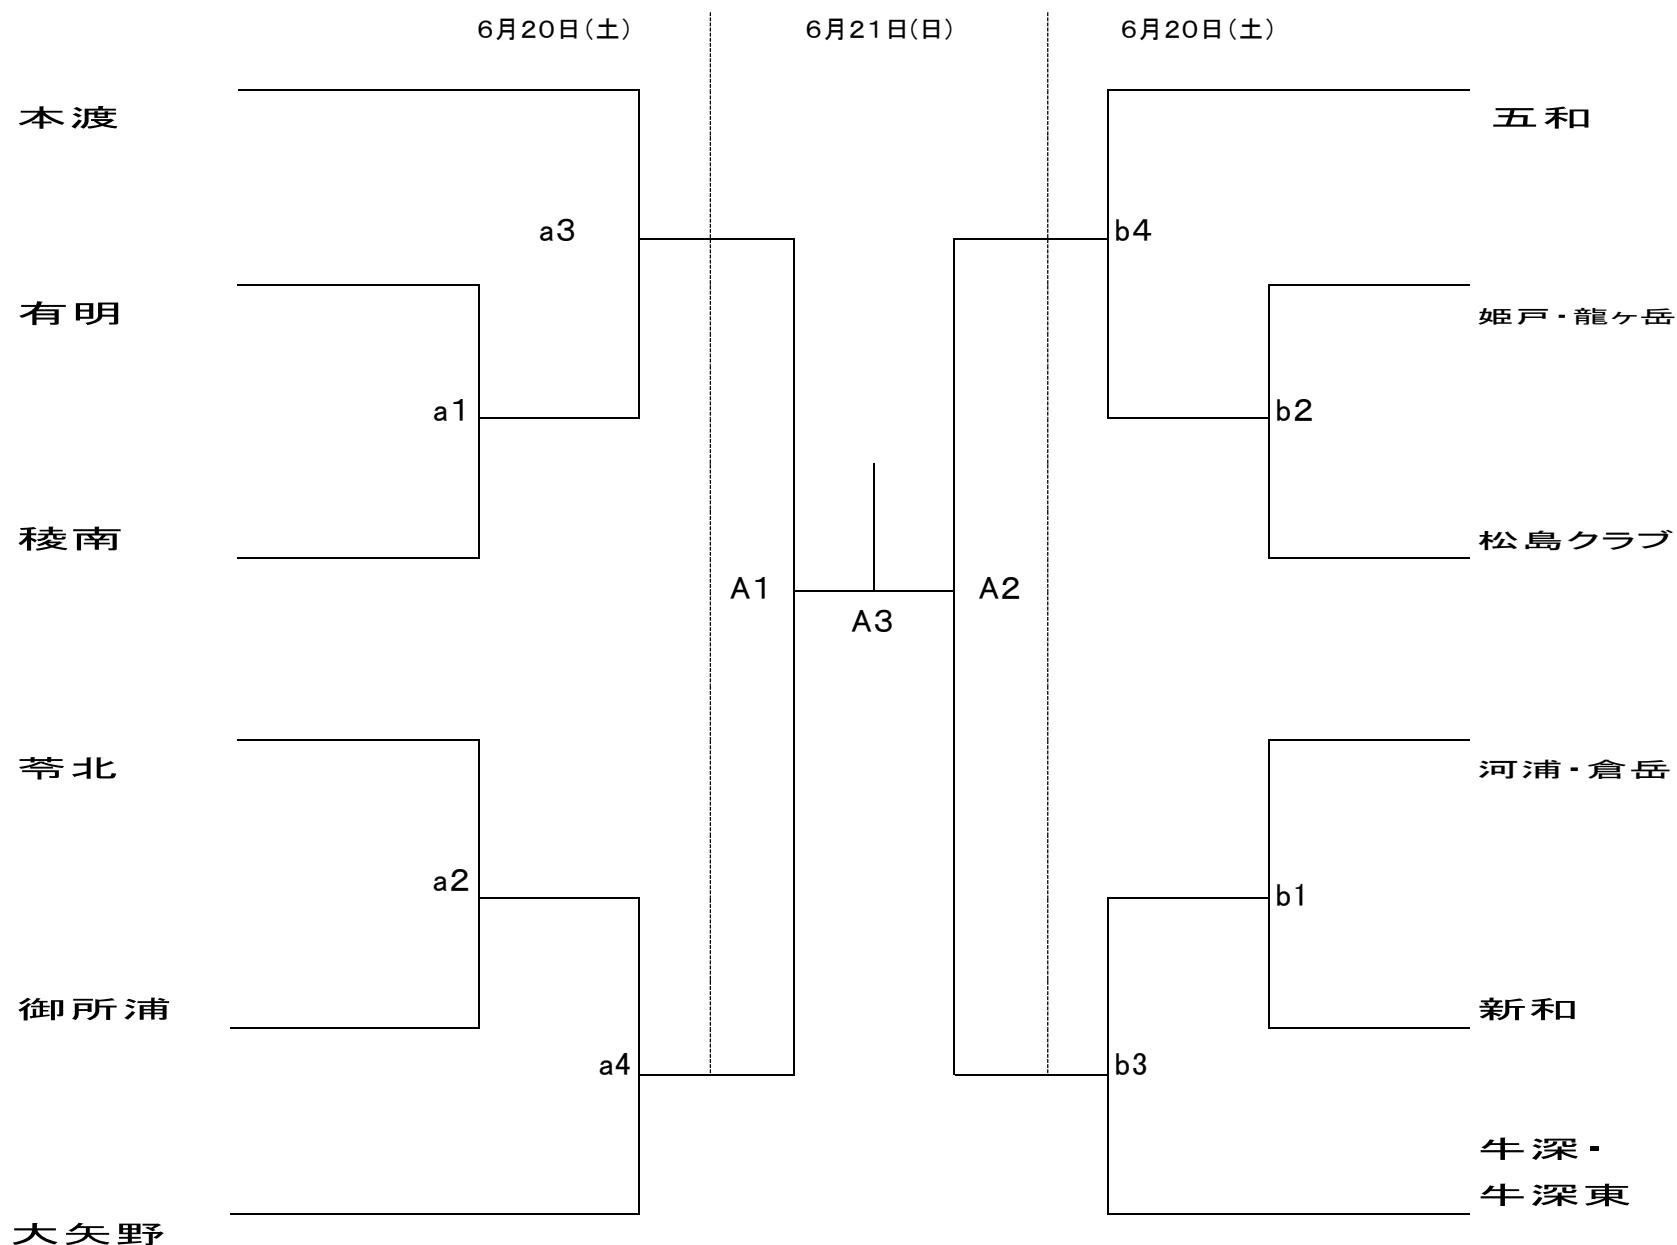 6月20日(土)
6月21日(日)
6月20日(土)
本渡
五和
a3
b4
有明
姫戸・龍ヶ岳
a1
b2
稜南
松島クラブ
A1
A2
A3
苓北
河浦・倉岳
a2
b1
御所浦
新和
a4
b3
牛深・
牛深東
大矢野